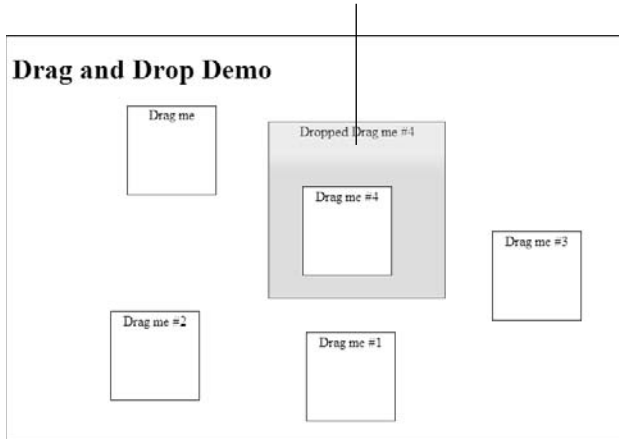 Drag and Drop Demo
Drag me
Dropped Drag me #4
Drag me #4
Drag me #3
Drag me #2
Drag me #1